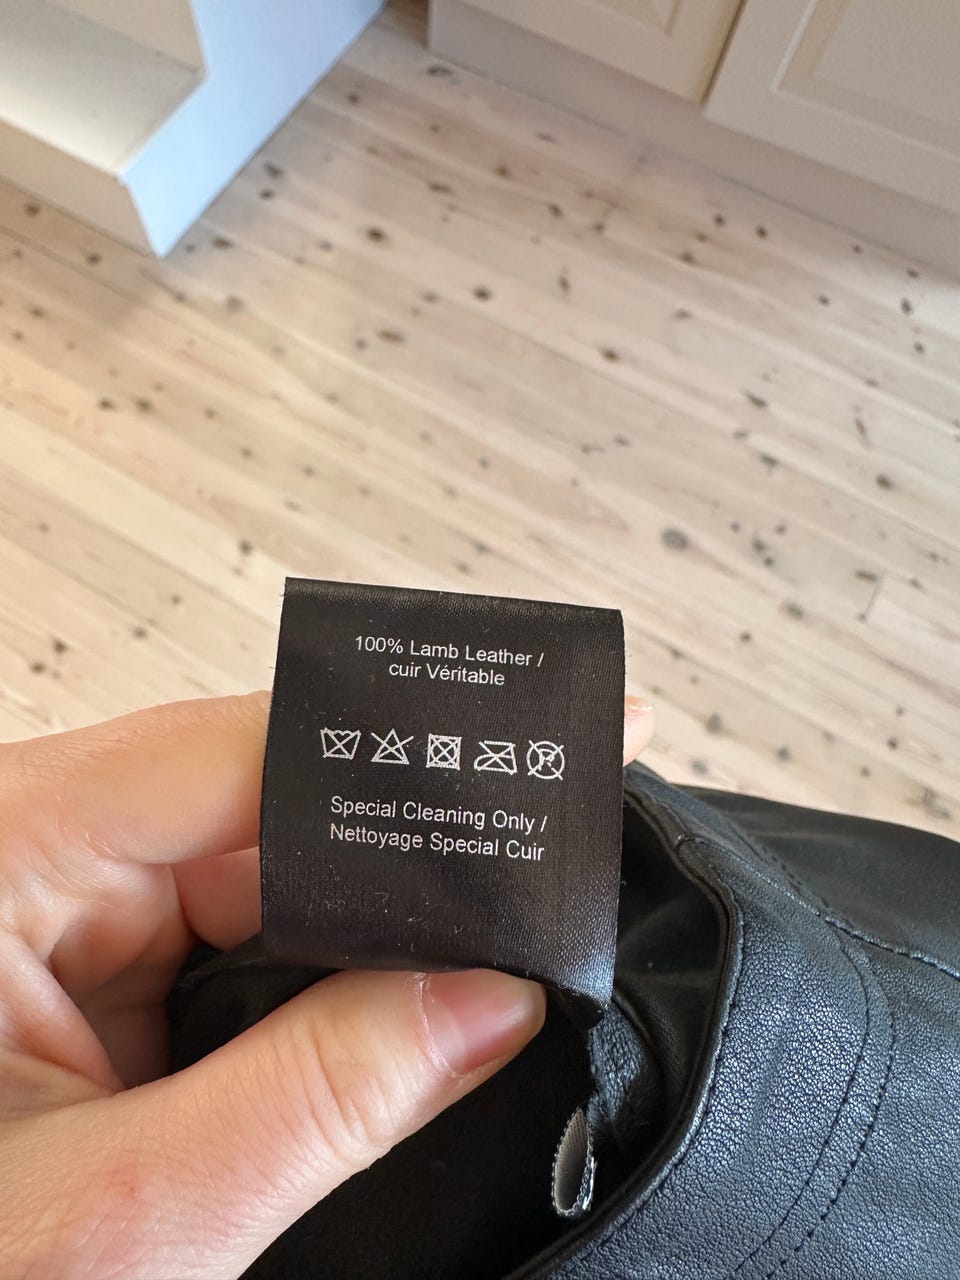 100% Lamb Leather /
cuir Véritable
P
Special Cleaning Only /
Nettoyage Special Cuir